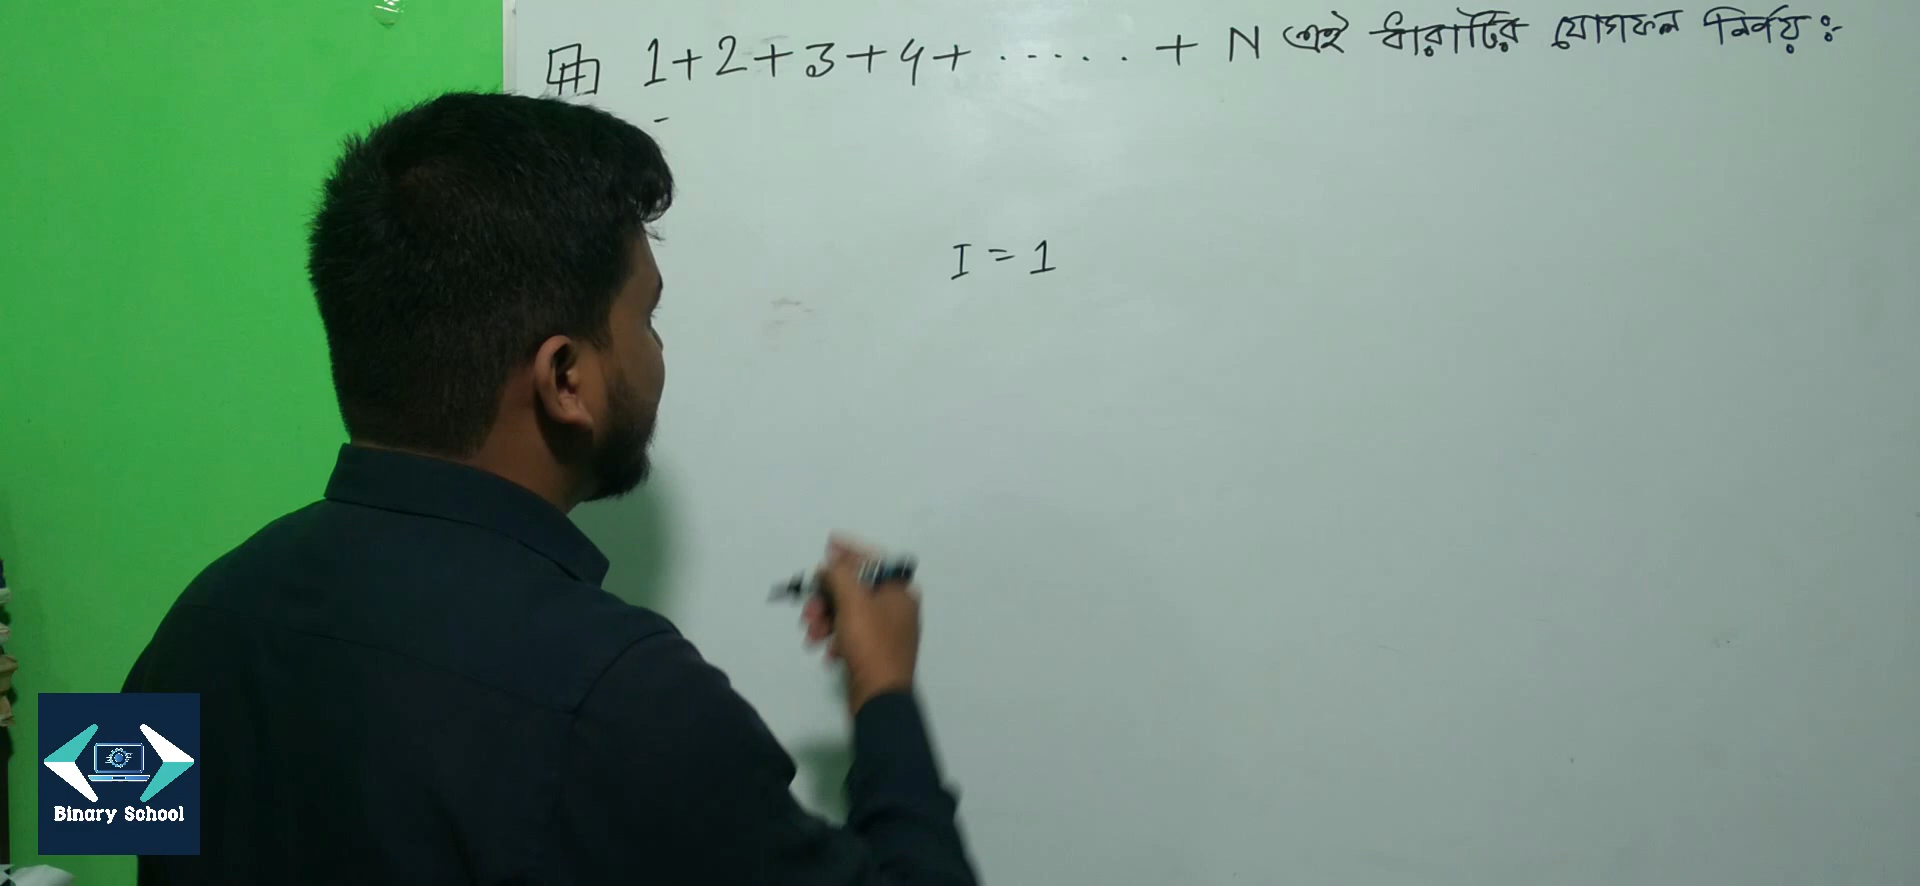 1+2+3+4+ ..... + N এই ধারাটির যোগফল নির্ণয়ঃ
I = 1
Binary School